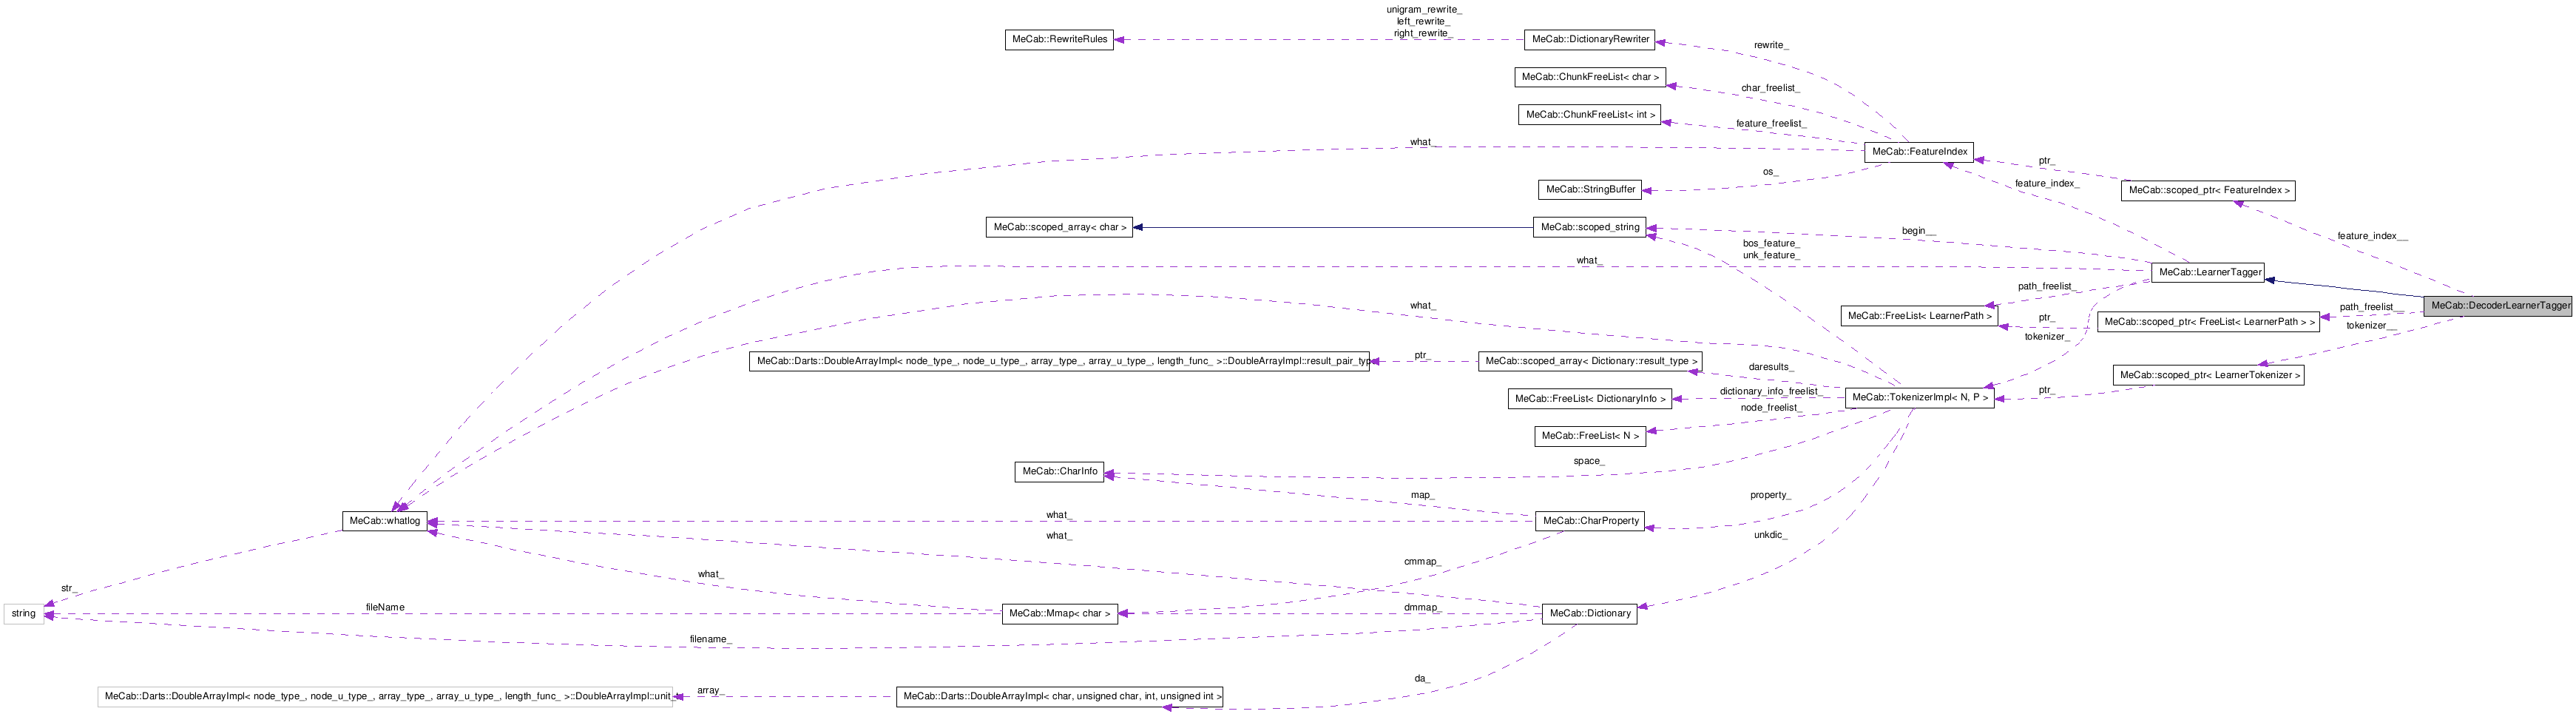 unigram_rewrite_
left_rewrite_
right_rewrite_
MeCab::RewriteRules
MeCab::DictionaryRewriter
rewrite_
MeCab::ChunkFreeList< char >
char_freelist_
MeCab::ChunkFreeList< int >
feature_freelist_
what_
MeCab::FeatureIndex
ptr_
os_
feature_index_
MeCab::StringBuffer
MeCab::scoped_ptr< FeatureIndex >
MeCab::scoped_array< char >
MeCab::scoped_string
begin__
feature_index__
bos_feature_
unk_feature_
what_
MeCab::LearnerTagger
path_freelist_
what_
MeCab::DecoderLearnerTagger
path_freelist__
MeCab::FreeList< LearnerPath >
ptr_
MeCab::scoped_ptr< FreeList< LearnerPath > >
tokenizer__
tokenizer_
MeCab::Darts::DoubleArrayImpl< node_type_, node_u_type_, array_type_, array_u_type_, length_func_ >::DoubleArrayImpl::result_pair_type
ptr_
MeCab::scoped_array< Dictionary::result_type >
daresults_
MeCab::scoped_ptr< LearnerTokenizer >
dictionary_info_freelist_
ptr_
MeCab::FreeList< DictionaryInfo >
MeCab::TokenizerImpl< N, P >
node_freelist_
MeCab::FreeList< N >
space_
MeCab::CharInfo
map_
property_
MeCab::whatlog
what_
MeCab::CharProperty
what_
unkdic_
cmmap_
what_
str_
string
fileName
MeCab::Mmap< char >
dmmap_
MeCab::Dictionary
filename_
da_
MeCab::Darts::DoubleArrayImpl< node_type_, node_u_type_, array_type_, array_u_type_, length_func_ >::DoubleArrayImpl::unit_t
array_
MeCab::Darts::DoubleArrayImpl< char, unsigned char, int, unsigned int >